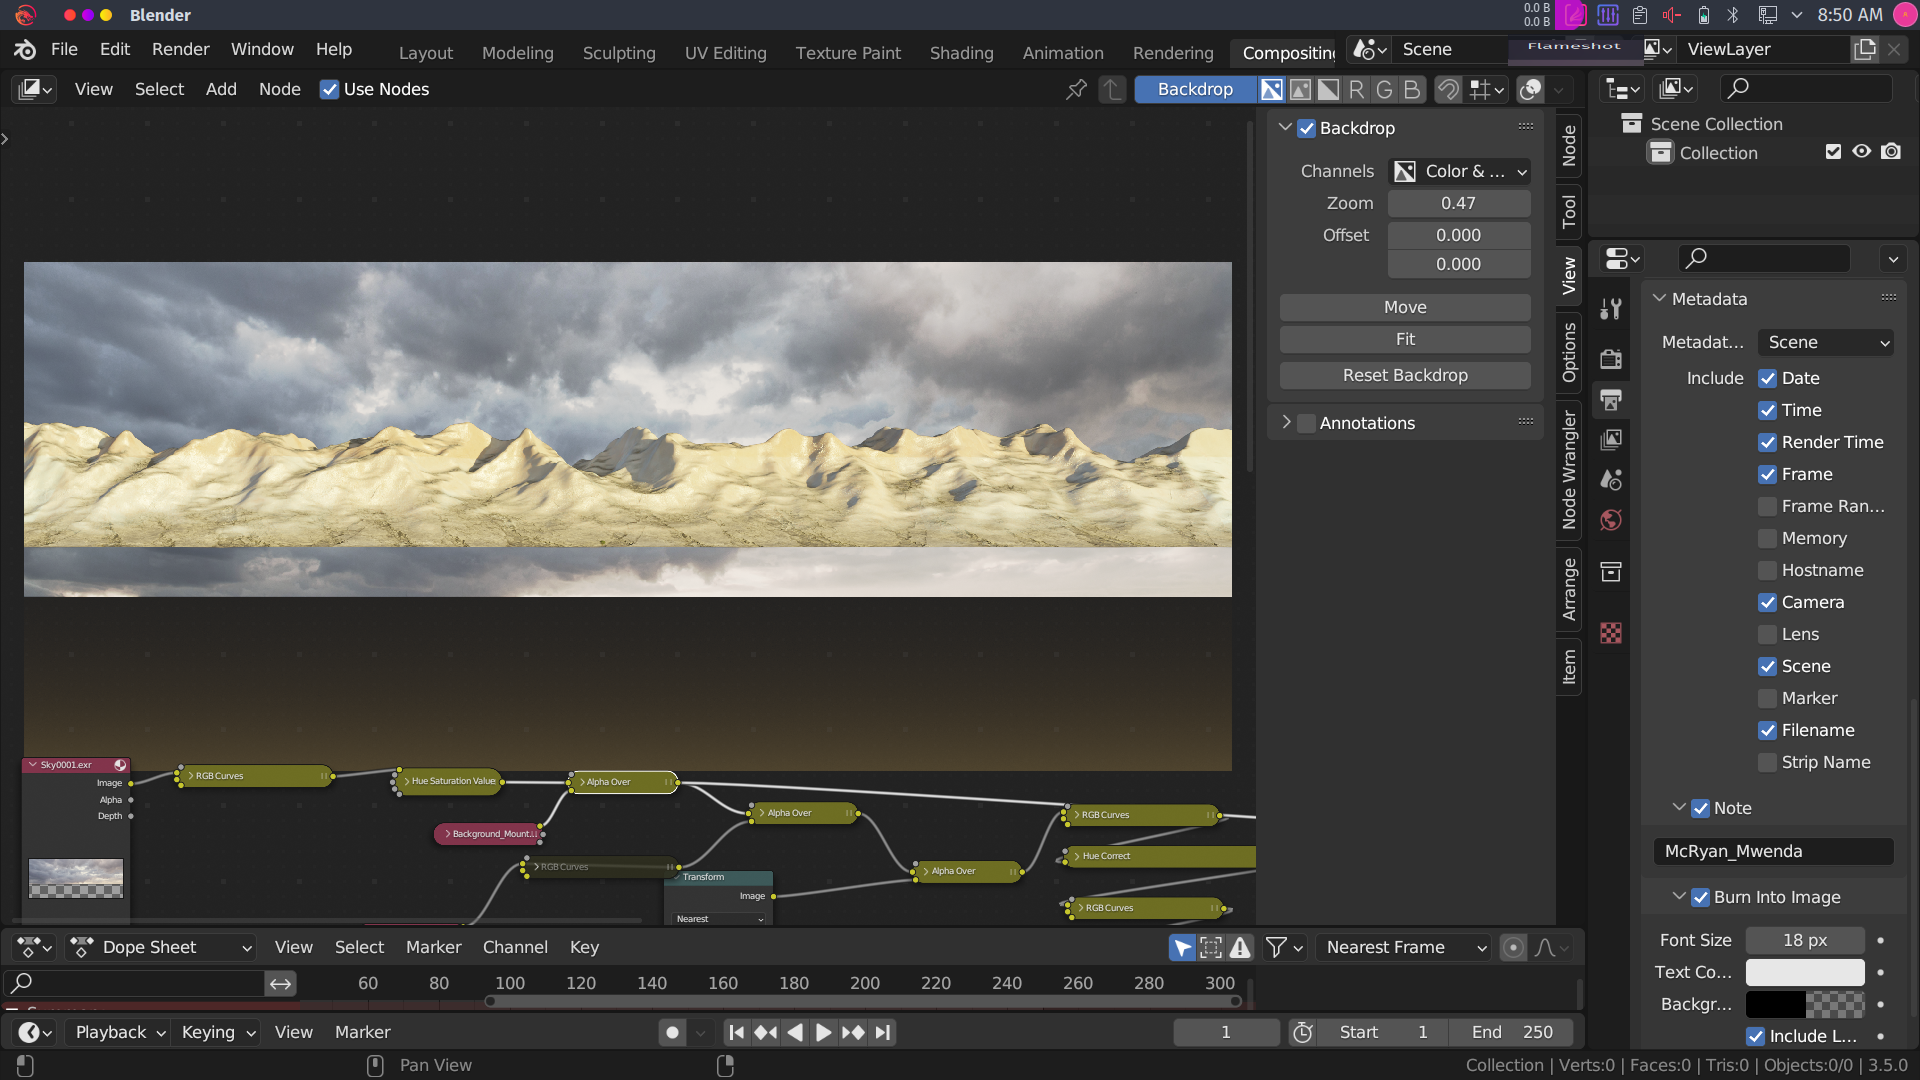 Blender
0.0 B
0.0 B
8:50 AM
File Edit Render Window Help
Layout Modeling Sculpting UV Editing Texture Paint Shading Animation Rendering Compositing
Scene
Flameshot
ViewLayer
View Select Add Node Use Nodes
Backdrop
R G B
Scene Collection
Collection
Backdrop
Channels Color & ...
Zoom 0.47
Offset 0.000
0.000
Move
Fit
Reset Backdrop
Annotations
Node
Tool
View
Options
Node Wrangler
Arrange
Item
Metadata
Metadat... Scene
Include Date
Time
Render Time
Frame
Frame Ran...
Memory
Hostname
Camera
Lens
Scene
Marker
Filename
Strip Name
Note
McRyan_Mwenda
Burn Into Image
Font Size 18 px
Text Co...
Backgr...
Include L...
Sky0001.exr
Image
Alpha
Depth
RGB Curves
Hue Saturation Value
Alpha Over
Background_Mount...
RGB Curves
Alpha Over
Transform
Image
Nearest
Alpha Over
RGB Curves
Hue Correct
RGB Curves
Dope Sheet View Select Marker Channel Key
Nearest Frame
60 80 100 120 140 160 180 200 220 240 260 280 300
Playback Keying View Marker
1
Start 1 End 250
Pan View
Collection | Verts:0 | Faces:0 | Tris:0 | Objects:0/0 | 3.5.0